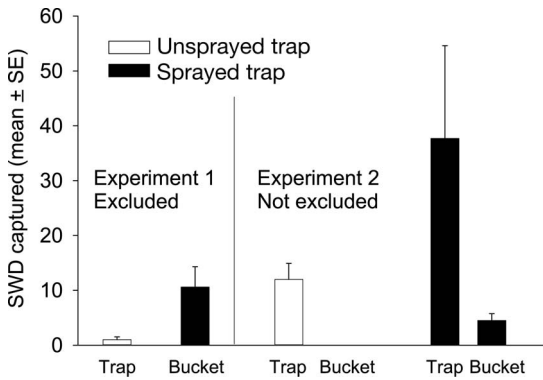 SWD captured (mean ± SE)
60
50
40
30
20
10
0
Unsprayed trap
Sprayed trap
Experiment 1
Excluded
Experiment 2
Not excluded
Trap Bucket Trap Bucket Trap Bucket